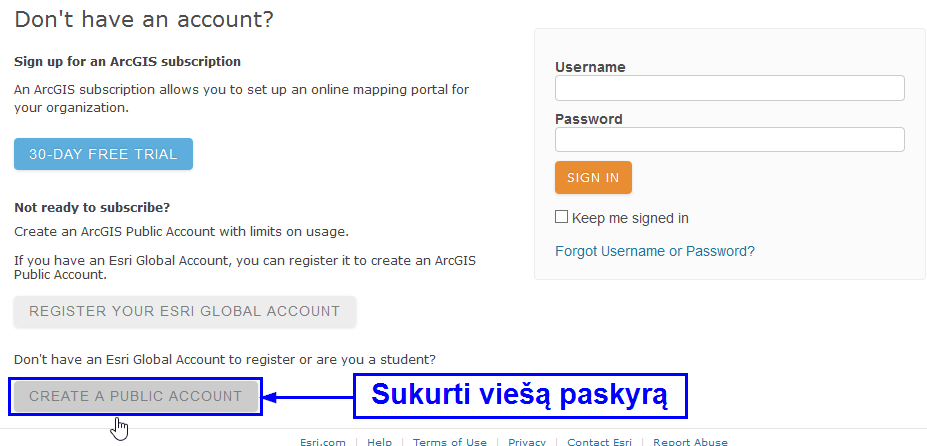 Don't have an account?
Sign up for an ArcGIS subscription
An ArcGIS subscription allows you to set up an online mapping portal for
your organization.
30-DAY FREE TRIAL
Not ready to subscribe?
Create an ArcGIS Public Account with limits on usage.
If you have an Esri Global Account, you can register it to create an ArcGIS
Public Account.
REGISTER YOUR ESRI GLOBAL ACCOUNT
Don't have an Esri Global Account to register or are you a student?
CREATE A PUBLIC ACCOUNT
Sukurti viešą paskyrą
Username
Password
SIGN IN
Keep me signed in
Forgot Username or Password?
Esri.com | Help | Terms of Use | Privacy | Contact Esri | Report Abuse